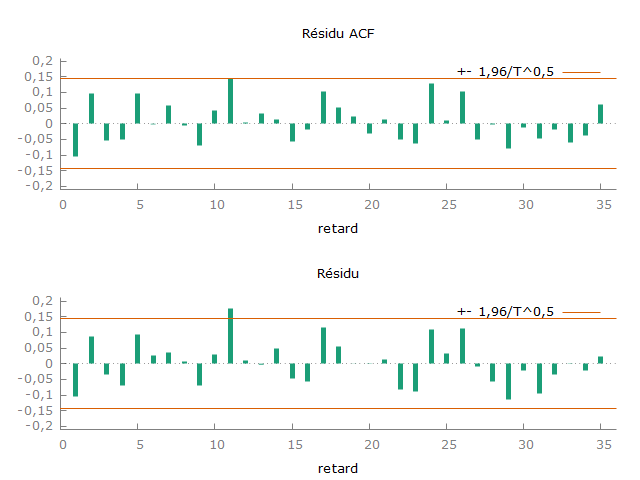 Résidu ACF
+- 1,96/T^0,5
0,2
0,15
0,1
0,05
0
-0,05
-0,1
-0,15
-0,2
0 5 10 15 20 25 30 35
retard
Résidu
+- 1,96/T^0,5
0,2
0,15
0,1
0,05
0
-0,05
-0,1
-0,15
-0,2
0 5 10 15 20 25 30 35
retard